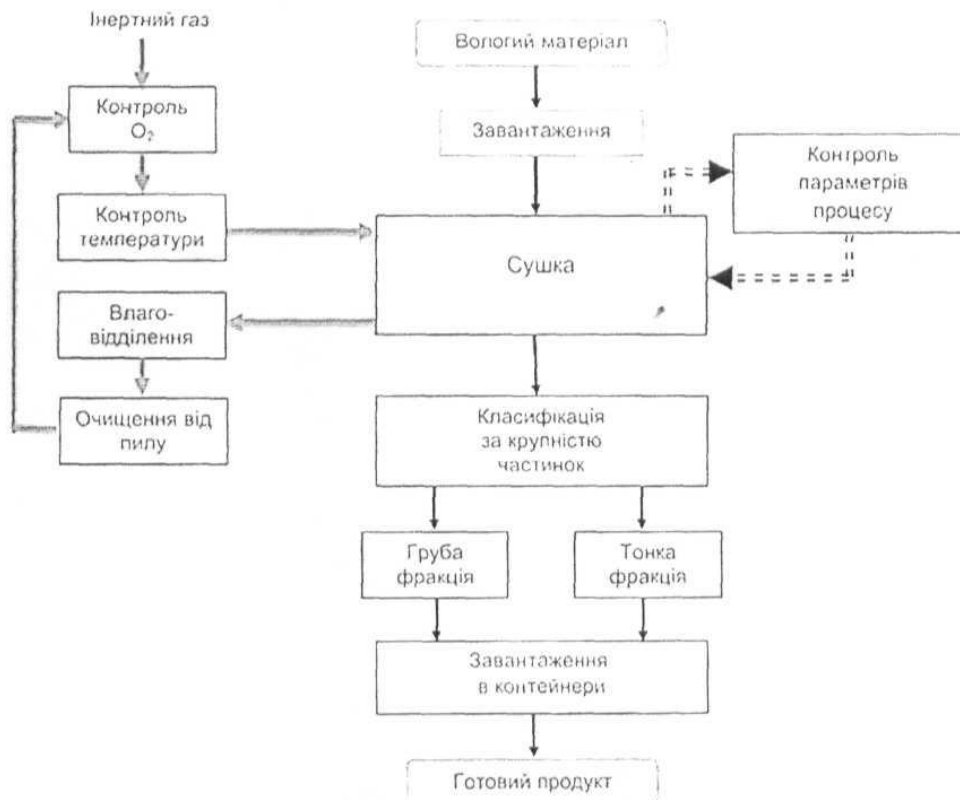 Інертний газ
Контроль
O₂
Контроль
температури
Влаго-
відділення
Очищення від
пилу
Вологий матеріал
Завантаження
Сушка
Контроль
параметрів
процесу
Класифікація
за крупністю
частинок
Груба
фракція
Тонка
фракція
Завантаження
в контейнери
Готовий продукт